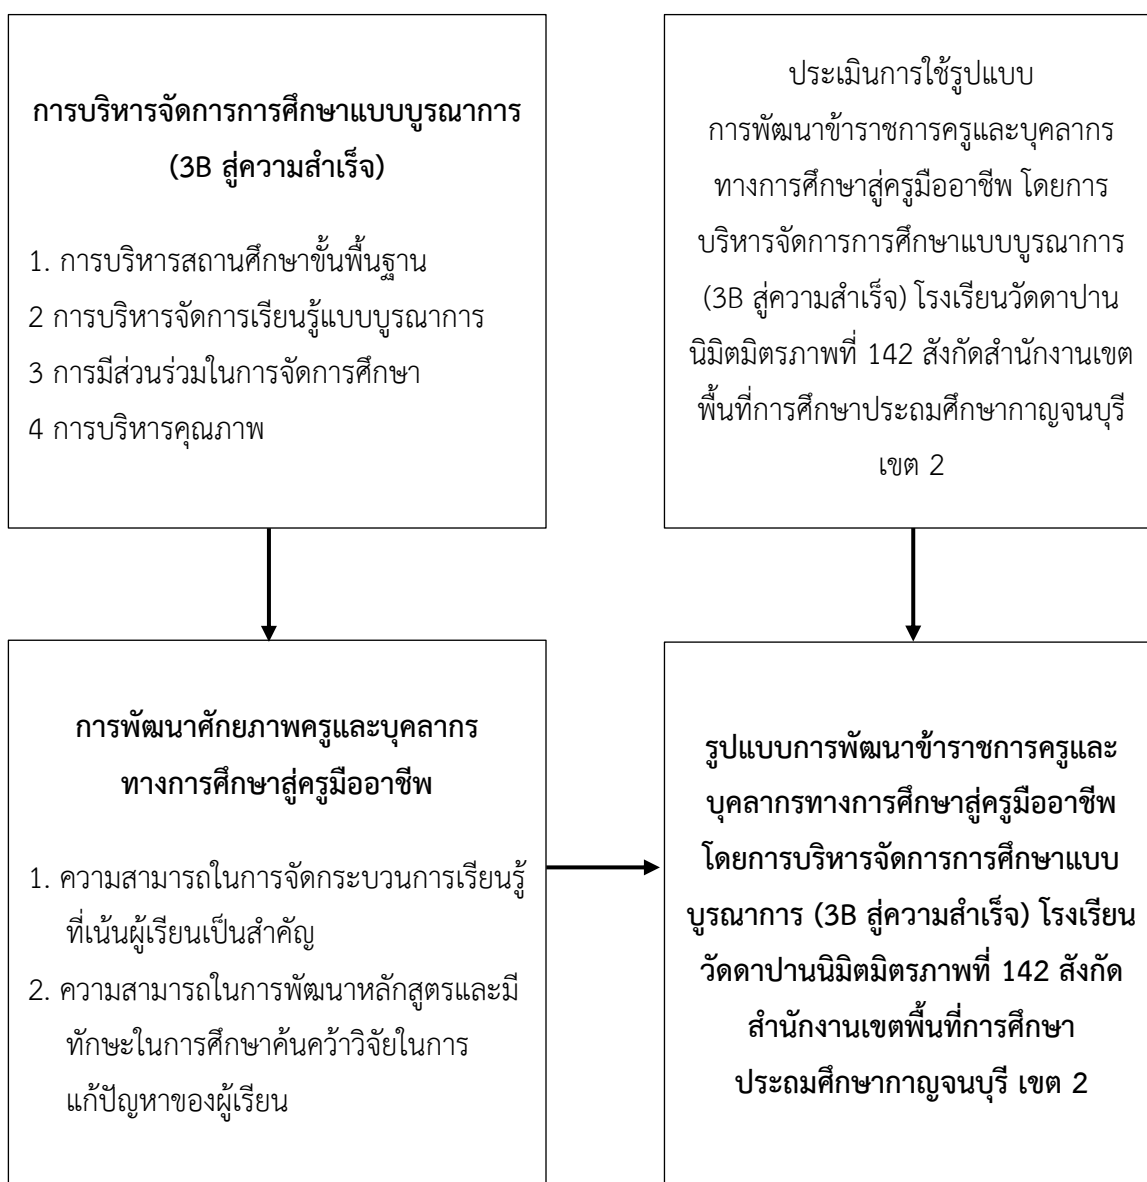 การบริหารจัดการการศึกษาแบบบูรณาการ
(3B สู่ความสำเร็จ)
1. การบริหารสถานศึกษาขั้นพื้นฐาน
2 การบริหารจัดการเรียนรู้แบบบูรณาการ
3 การมีส่วนร่วมในการจัดการศึกษา
4 การบริหารคุณภาพ
ประเมินการใช้รูปแบบ
การพัฒนาข้าราชการครูและบุคลากร
ทางการศึกษาสู่ครูมืออาชีพ โดยการ
บริหารจัดการการศึกษาแบบบูรณาการ
(3B สู่ความสำเร็จ) โรงเรียนวัดดาปาน
นิมิตมิตรภาพที่ 142 สังกัดสำนักงานเขต
พื้นที่การศึกษาประถมศึกษากาญจนบุรี
เขต 2
การพัฒนาศักยภาพครูและบุคลากร
ทางการศึกษาสู่ครูมืออาชีพ
1. ความสามารถในการจัดกระบวนการเรียนรู้
ที่เน้นผู้เรียนเป็นสำคัญ
2. ความสามารถในการพัฒนาหลักสูตรและมี
ทักษะในการศึกษาค้นคว้าวิจัยในการ
แก้ปัญหาของผู้เรียน
รูปแบบการพัฒนาข้าราชการครูและ
บุคลากรทางการศึกษาสู่ครูมืออาชีพ
โดยการบริหารจัดการการศึกษาแบบ
บูรณาการ (3B สู่ความสำเร็จ) โรงเรียน
วัดดาปานนิมิตมิตรภาพที่ 142 สังกัด
สำนักงานเขตพื้นที่การศึกษา
ประถมศึกษากาญจนบุรี เขต 2